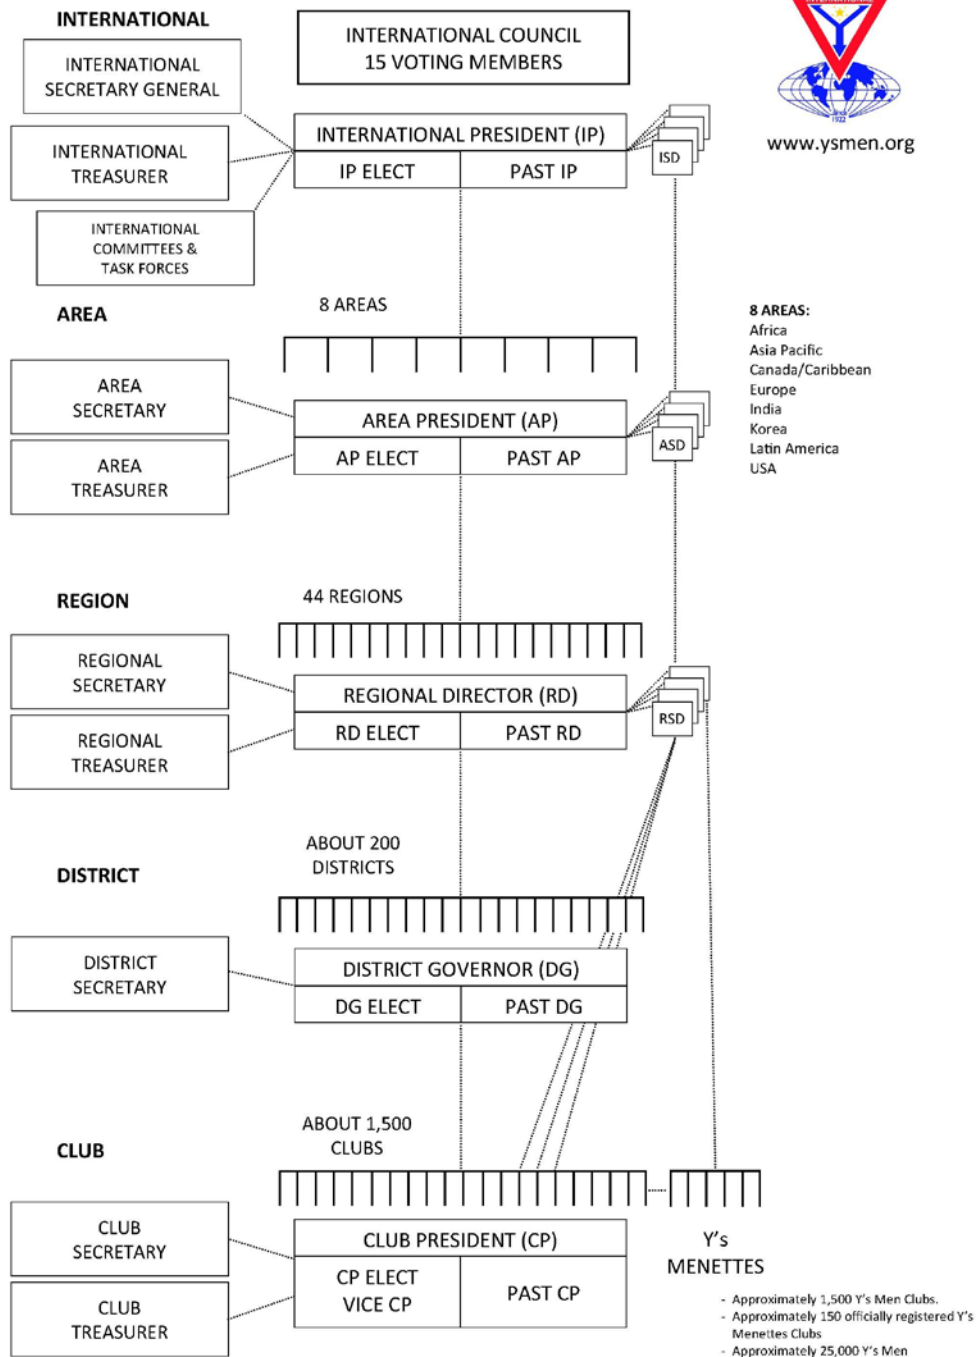 INTERNATIONAL
INTERNATIONAL
SECRETARY GENERAL
INTERNATIONAL COUNCIL
15 VOTING MEMBERS
INTERNATIONAL
1922
www.ysmen.org
INTERNATIONAL
TREASURER
INTERNATIONAL PRESIDENT (IP)
IP ELECT
PAST IP
ISD
INTERNATIONAL
COMMITTEES &
TASK FORCES
AREA
8 AREAS
8 AREAS:
Africa
Asia Pacific
Canada/Caribbean
Europe
India
Korea
Latin America
USA
AREA
SECRETARY
AREA
TREASURER
AREA PRESIDENT (AP)
AP ELECT
PAST AP
ASD
REGION
44 REGIONS
REGIONAL
SECRETARY
REGIONAL
TREASURER
REGIONAL DIRECTOR (RD)
RD ELECT
PAST RD
RSD
DISTRICT
ABOUT 200
DISTRICTS
DISTRICT
SECRETARY
DISTRICT GOVERNOR (DG)
DG ELECT
PAST DG
CLUB
ABOUT 1,500
CLUBS
CLUB
SECRETARY
CLUB
TREASURER
CLUB PRESIDENT (CP)
CP ELECT
VICE CP
PAST CP
Y's
MENETTES
- Approximately 1,500 Y's Men Clubs.
- Approximately 150 officially registered Y's
Menettes Clubs
- Approximately 25,000 Y's Men